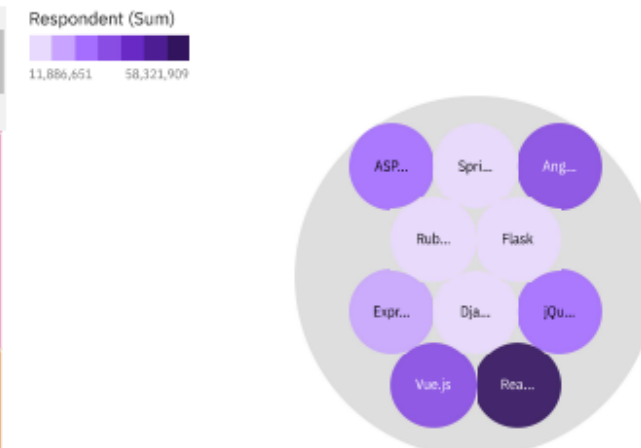 Respondent (Sum)
11,886,651 58,321,909
ASP... Spri... Ang...
Rub... Flask
Expr... Dja... jQu...
Vue.js Rea...